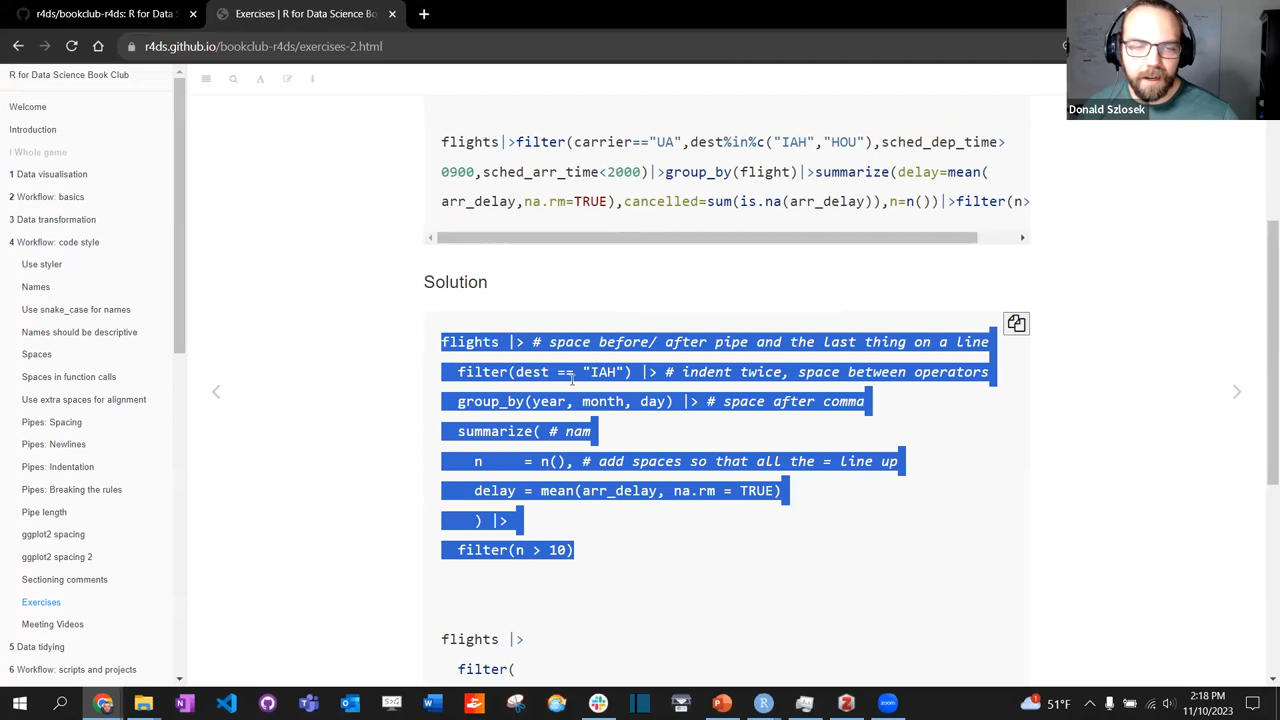 r4ds/bookclub-r4ds: R for Data S
Exercises | R for Data Science Bo
r4ds.github.io/bookclub-r4ds/exercises-2.html
Donald Szlosek
R for Data Science Book Club
Welcome
Introduction
I Whole game
1 Data visualisation
2 Workflow: basics
3 Data transformation
4 Workflow: code style
Use styler
Names
Use snake_case for names
Names should be descriptive
Spaces
Spaces in function calls
Use extra spaces for alignment
Pipes: Spacing
Pipes: Newlines
Pipes: Indentation
Pipes: Breaking the rules
Pipe length
ggplot2 spacing
ggplot2 spacing 2
Sectioning comments
Exercises
Meeting Videos
5 Data tidying
6 Workflow: scripts and projects
flights|>filter(carrier=="UA",dest%in%c("IAH","HOU"),sched_dep_time>
0900,sched_arr_time<2000)|>group_by(flight)|>summarize(delay=mean(
arr_delay,na.rm=TRUE),cancelled=sum(is.na(arr_delay)),n=n())|>filter(n>
Solution
flights |> # space before/ after pipe and the last thing on a line
filter(dest == "IAH") |> # indent twice, space between operators
group_by(year, month, day) |> # space after comma
summarize( # nam
n = n(), # add spaces so that all the = line up
delay = mean(arr_delay, na.rm = TRUE)
) |>
filter(n > 10)
flights |>
filter(
51°F
2:18 PM
11/10/2023